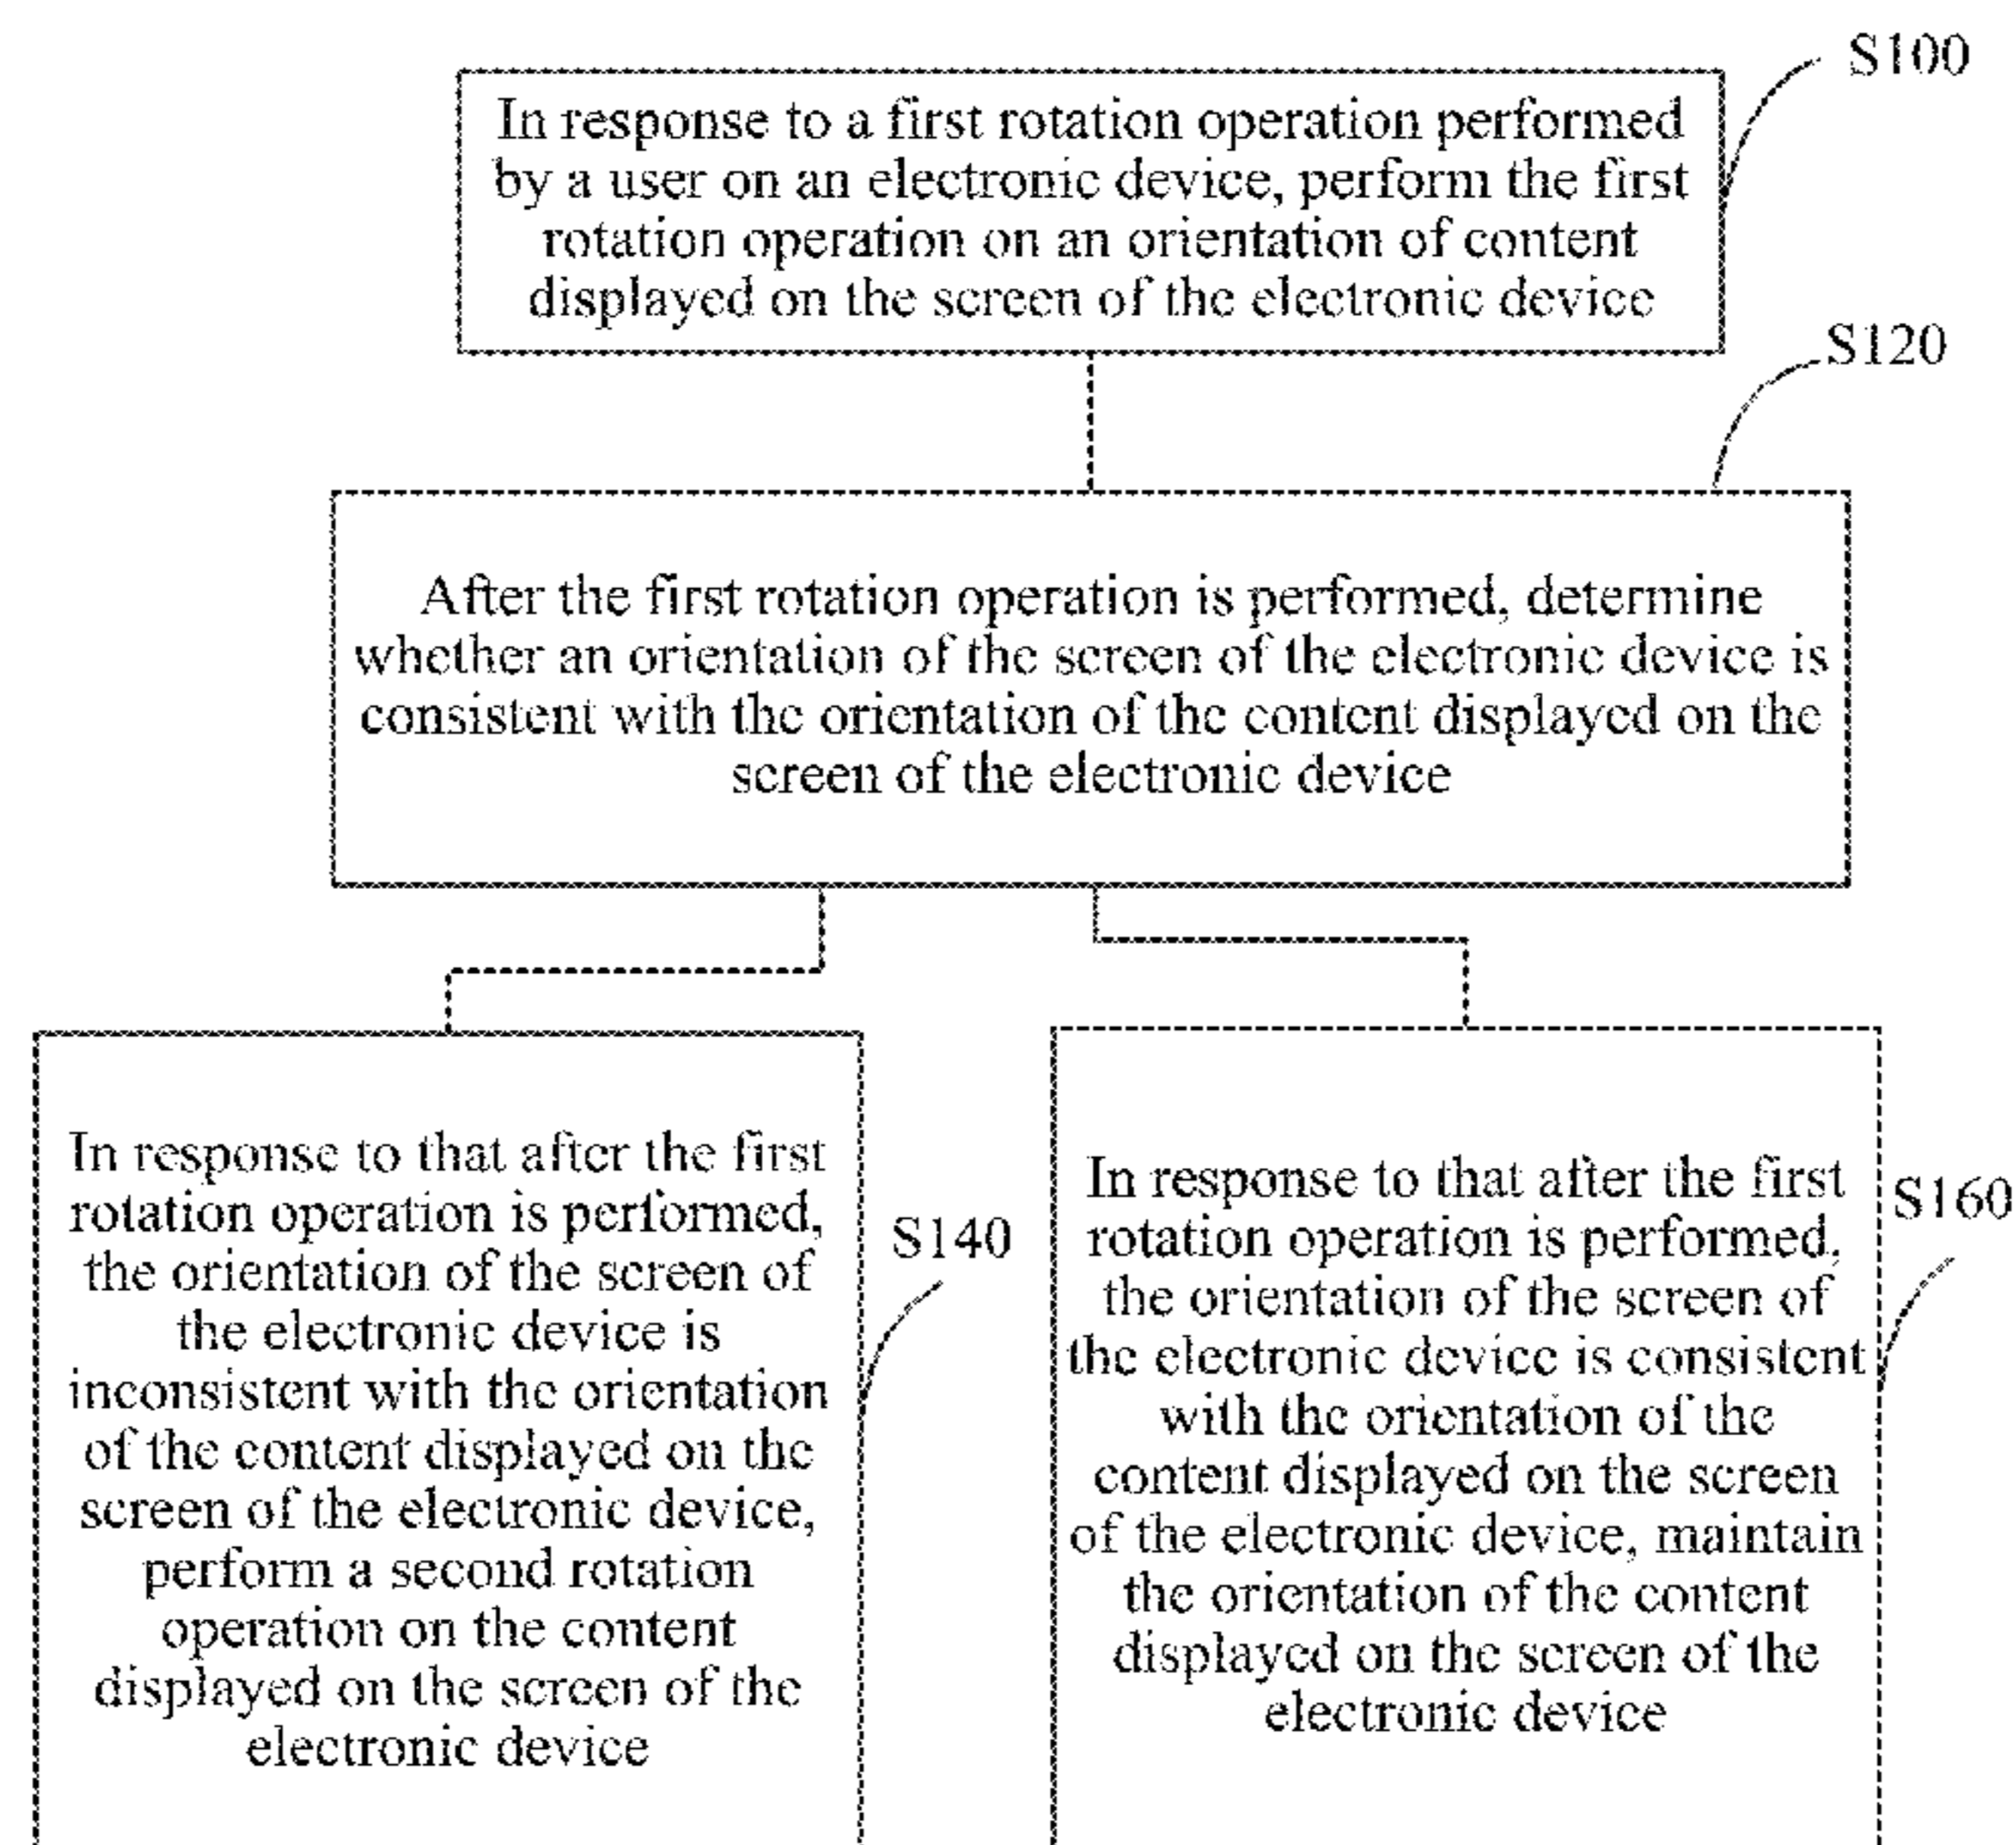 S100
In response to a first rotation operation performed
by a user on an electronic device, perform the first
rotation operation on an orientation of content
displayed on the screen of the electronic device
S120
After the first rotation operation is performed, determine
whether an orientation of the screen of the electronic device is
consistent with the orientation of the content displayed on the
screen of the electronic device
In response to that after the first
rotation operation is performed,
the orientation of the screen of
the electronic device is
inconsistent with the orientation
of the content displayed on the
screen of the electronic device,
perform a second rotation
operation on the content
displayed on the screen of the
electronic device
S140
In response to that after the first
rotation operation is performed,
the orientation of the screen of
the electronic device is consistent
with the orientation of the
content displayed on the screen
of the electronic device, maintain
the orientation of the content
displayed on the screen of the
electronic device
S160